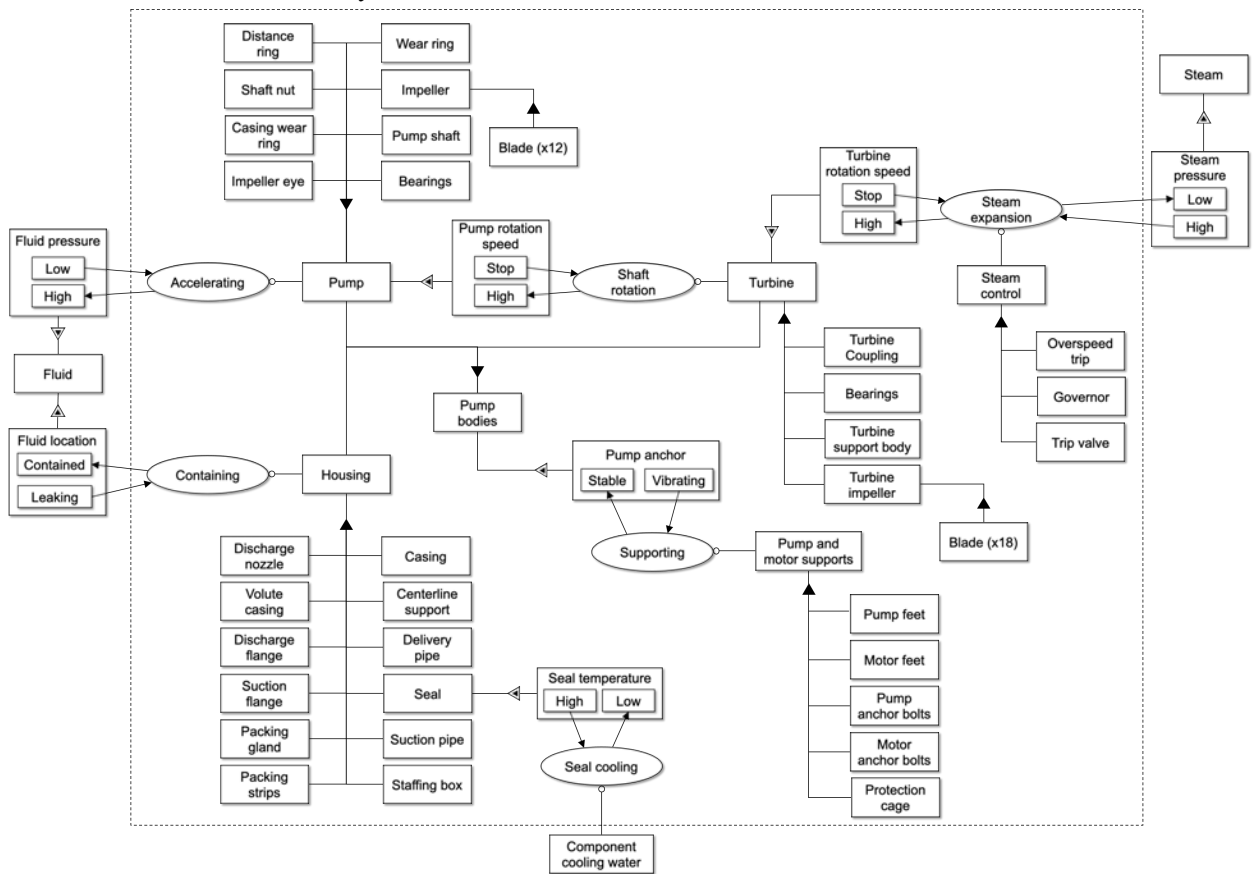 Distance
ring
Wear ring
Shaft nut
Impeller
Casing wear
ring
Pump shaft
Blade (x12)
Impeller eye
Bearings
Steam
Turbine
rotation speed
Stop
High
Steam
expansion
Steam
pressure
Low
High
Fluid pressure
Low
High
Accelerating
Pump
Pump rotation
speed
Stop
High
Shaft
rotation
Turbine
Steam
control
Fluid
Turbine
Coupling
Overspeed
trip
Bearings
Governor
Pump
bodies
Turbine
support body
Trip valve
Fluid location
Contained
Leaking
Containing
Housing
Pump anchor
Stable
Vibrating
Turbine
impeller
Blade (x18)
Supporting
Pump and
motor supports
Discharge
nozzle
Casing
Volute
casing
Centerline
support
Pump feet
Discharge
flange
Delivery
pipe
Motor feet
Suction
flange
Seal
Seal temperature
High
Low
Pump
anchor bolts
Packing
gland
Suction pipe
Motor
anchor bolts
Seal cooling
Packing
strips
Staffing box
Protection
cage
Component
cooling water